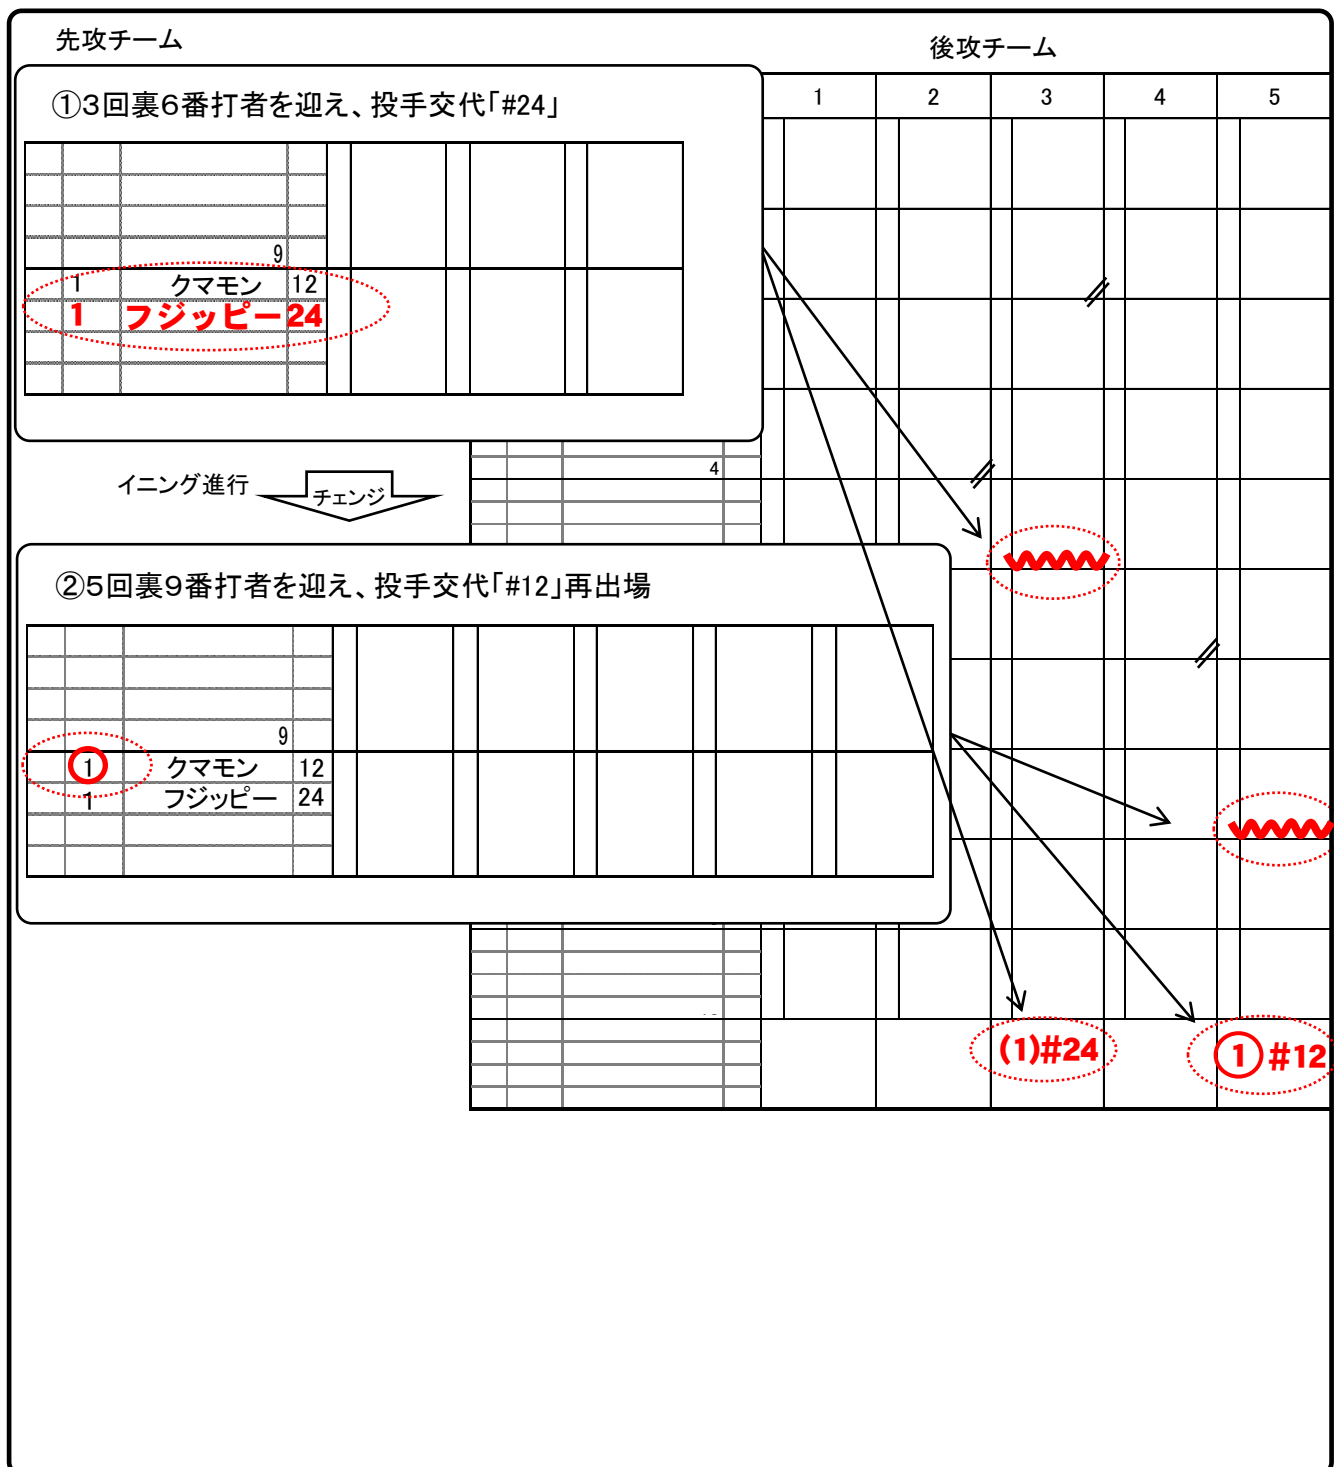 先攻チーム
後攻チーム
①3回裏6番打者を迎え、投手交代「#24」
1 2 3 4 5
9
1 クマモン 12
1 フジッピー 24
4
イニング進行
チェンジ
②5回裏9番打者を迎え、投手交代「#12」再出場
9
1 クマモン 12
1 フジッピー 24
(1)#24
① #12